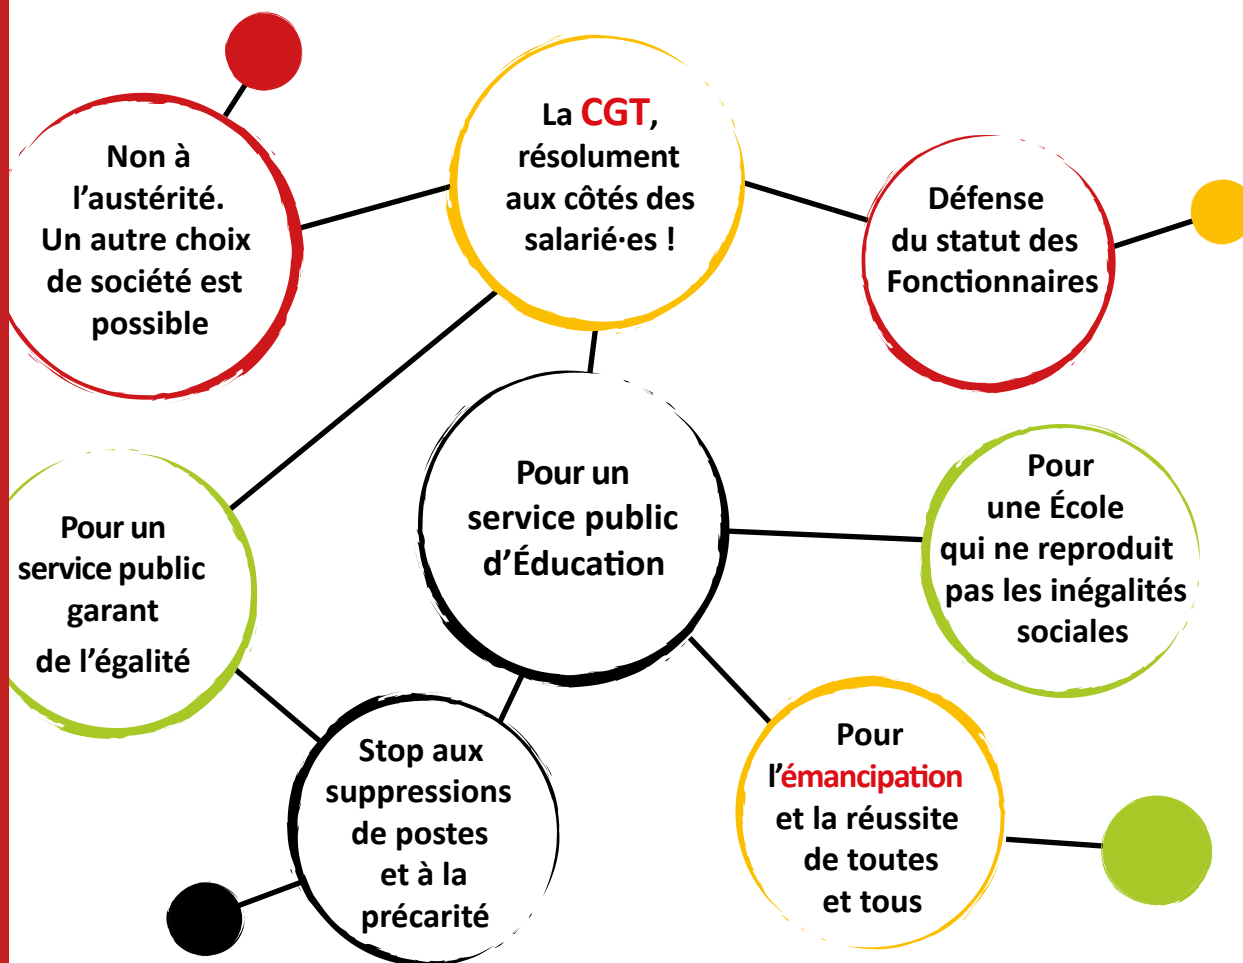 Non à
l'austérité.
Un autre choix
de société est
possible
La CGT,
résolument
aux côtés des
salarié·es !
Défense
du statut des
Fonctionnaires
Pour un
service public
d'Éducation
Pour
une École
qui ne reproduit
pas les inégalités
sociales
Pour un
service public
garant
de l'égalité
Stop aux
suppressions
de postes
et à la
précarité
Pour
l'émancipation
et la réussite
de toutes
et tous